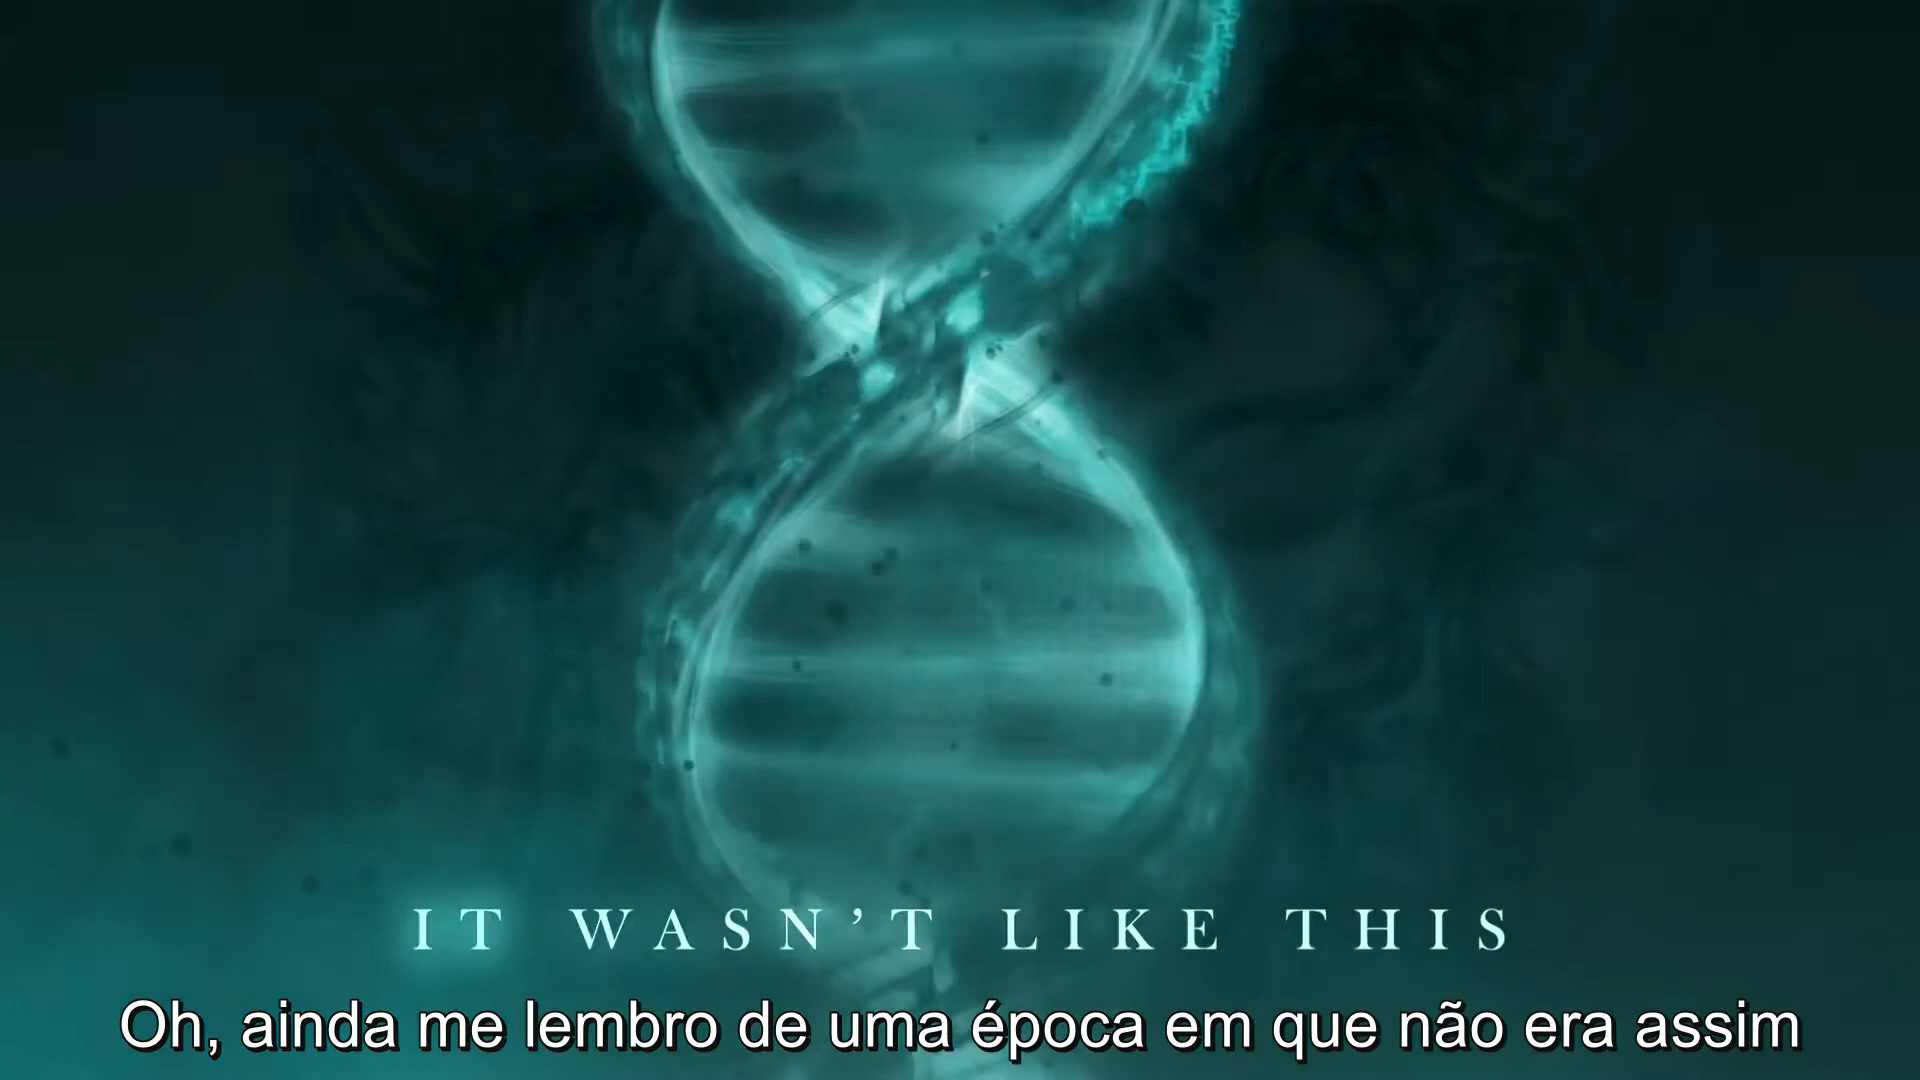 IT WASN’T LIKE THIS
Oh, ainda me lembro de uma época em que não era assim